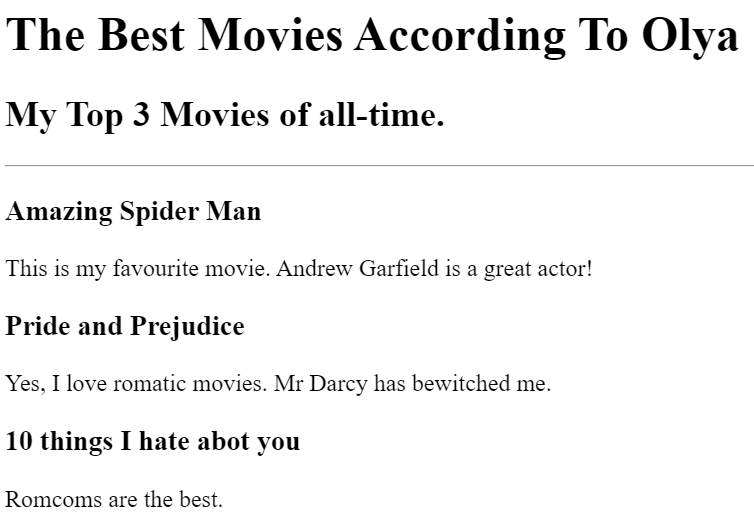 The Best Movies According To Olya
My Top 3 Movies of all-time.
Amazing Spider Man
This is my favourite movie. Andrew Garfield is a great actor!
Pride and Prejudice
Yes, I love romatic movies. Mr Darcy has bewitched me.
10 things I hate abot you
Romcoms are the best.